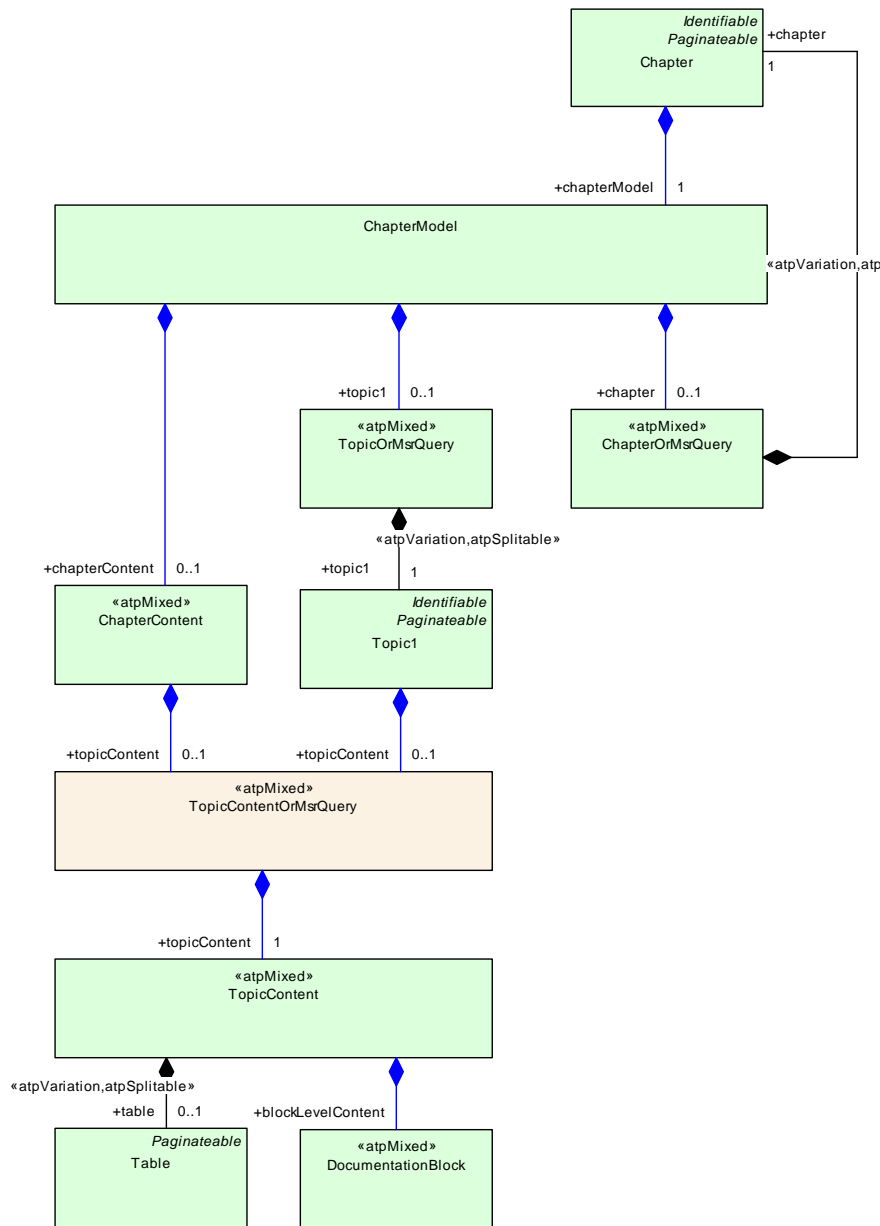 Identifiable
Paginateable
Chapter
+chapter
1
+chapterModel 1
ChapterModel
«atpVariation,atp
+topic1 0..1
+chapter 0..1
«atpMixed»
TopicOrMsrQuery
«atpMixed»
ChapterOrMsrQuery
«atpVariation,atpSplitable»
+chapterContent 0..1
+topic1 1
«atpMixed»
ChapterContent
Identifiable
Paginateable
Topic1
+topicContent 0..1
+topicContent 0..1
«atpMixed»
TopicContentOrMsrQuery
+topicContent 1
«atpMixed»
TopicContent
«atpVariation,atpSplitable»
+table 0..1
+blockLevelContent
Paginateable
Table
«atpMixed»
DocumentationBlock